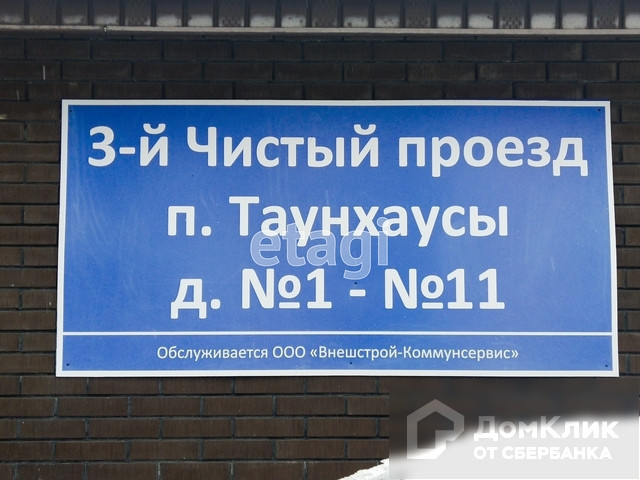 3-й Чистый проезд
п. Таунхаусы
etagi
д. №1 - №11
Обслуживается ООО «Внешстрой-Коммунсервис»
ДОМКЛИК
ОТ СБЕРБАНКА